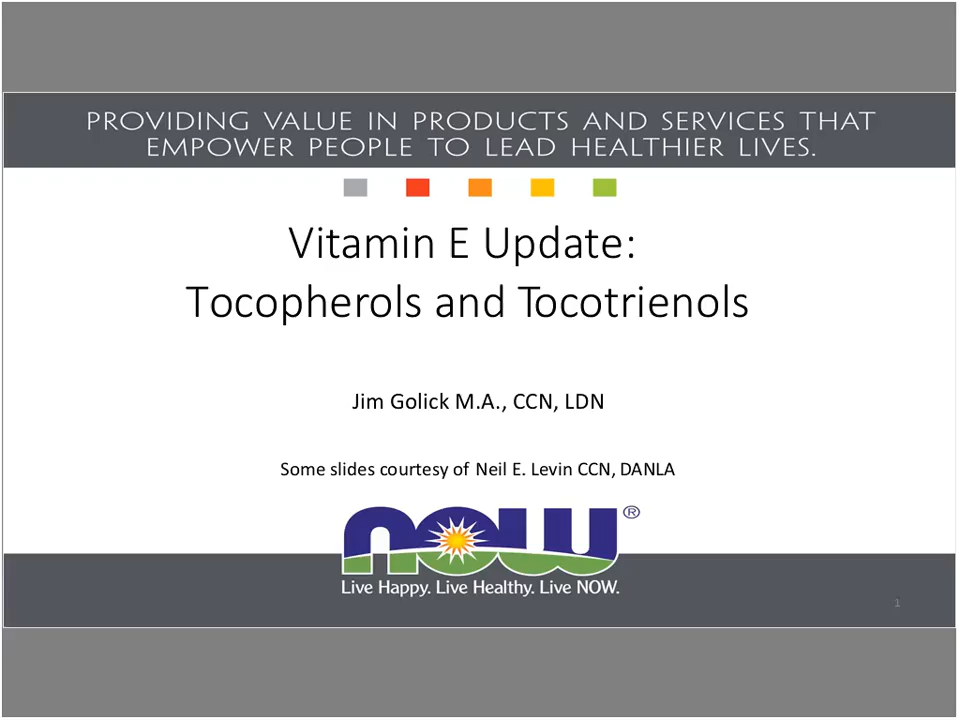 PROVIDING VALUE IN PRODUCTS AND SERVICES THAT
EMPOWER PEOPLE TO LEAD HEALTHIER LIVES.
Vitamin E Update:
Tocopherols and Tocotrienols
Jim Golick M.A., CCN, LDN
Some slides courtesy of Neil E. Levin CCN, DANLA
now®
Live Happy. Live Healthy. Live NOW.
1